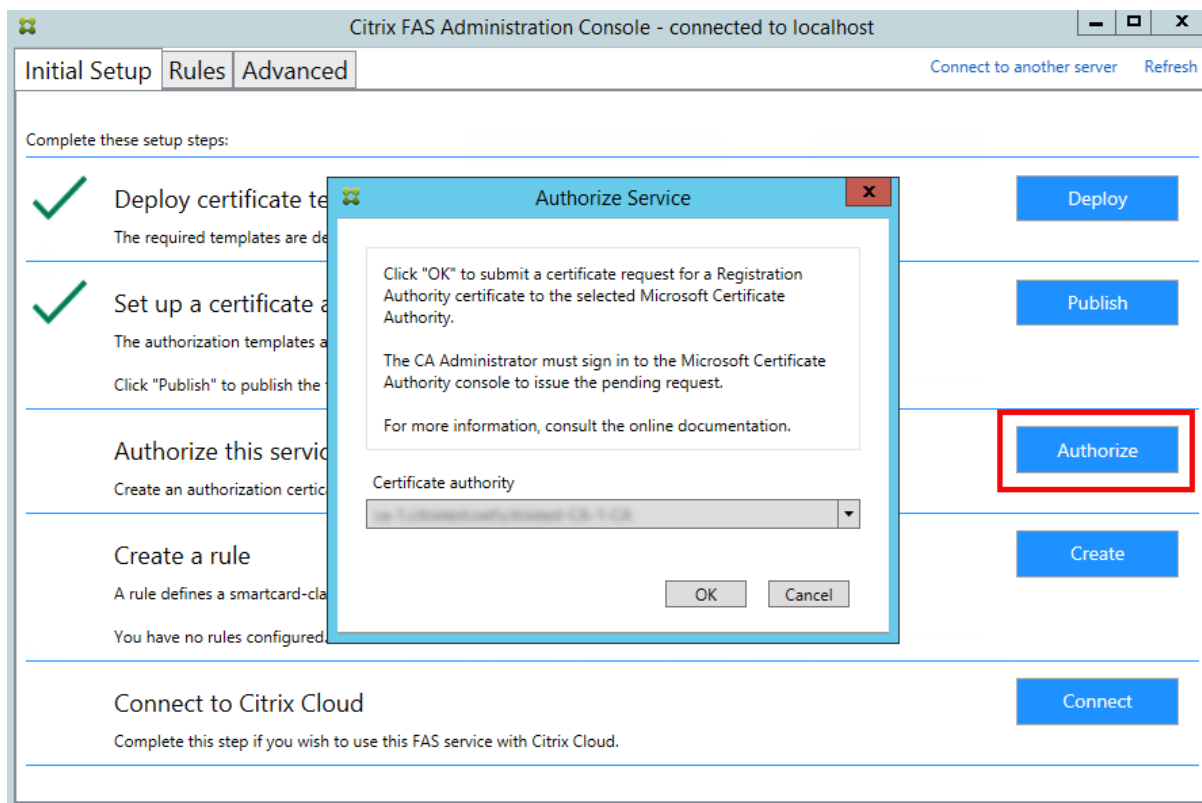 Citrix FAS Administration Console - connected to localhost
Initial Setup Rules Advanced
Connect to another server Refresh
Complete these setup steps:
Deploy certificate te
The required templates are de
Deploy
Set up a certificate a
The authorization templates a
Click "Publish" to publish the
Publish
Authorize this servic
Create an authorization certica
Authorize
Create a rule
A rule defines a smartcard-cla
You have no rules configured.
Create
Connect to Citrix Cloud
Complete this step if you wish to use this FAS service with Citrix Cloud.
Connect
Authorize Service
Click "OK" to submit a certificate request for a Registration
Authority certificate to the selected Microsoft Certificate
Authority.
The CA Administrator must sign in to the Microsoft Certificate
Authority console to issue the pending request.
For more information, consult the online documentation.
Certificate authority
OK Cancel